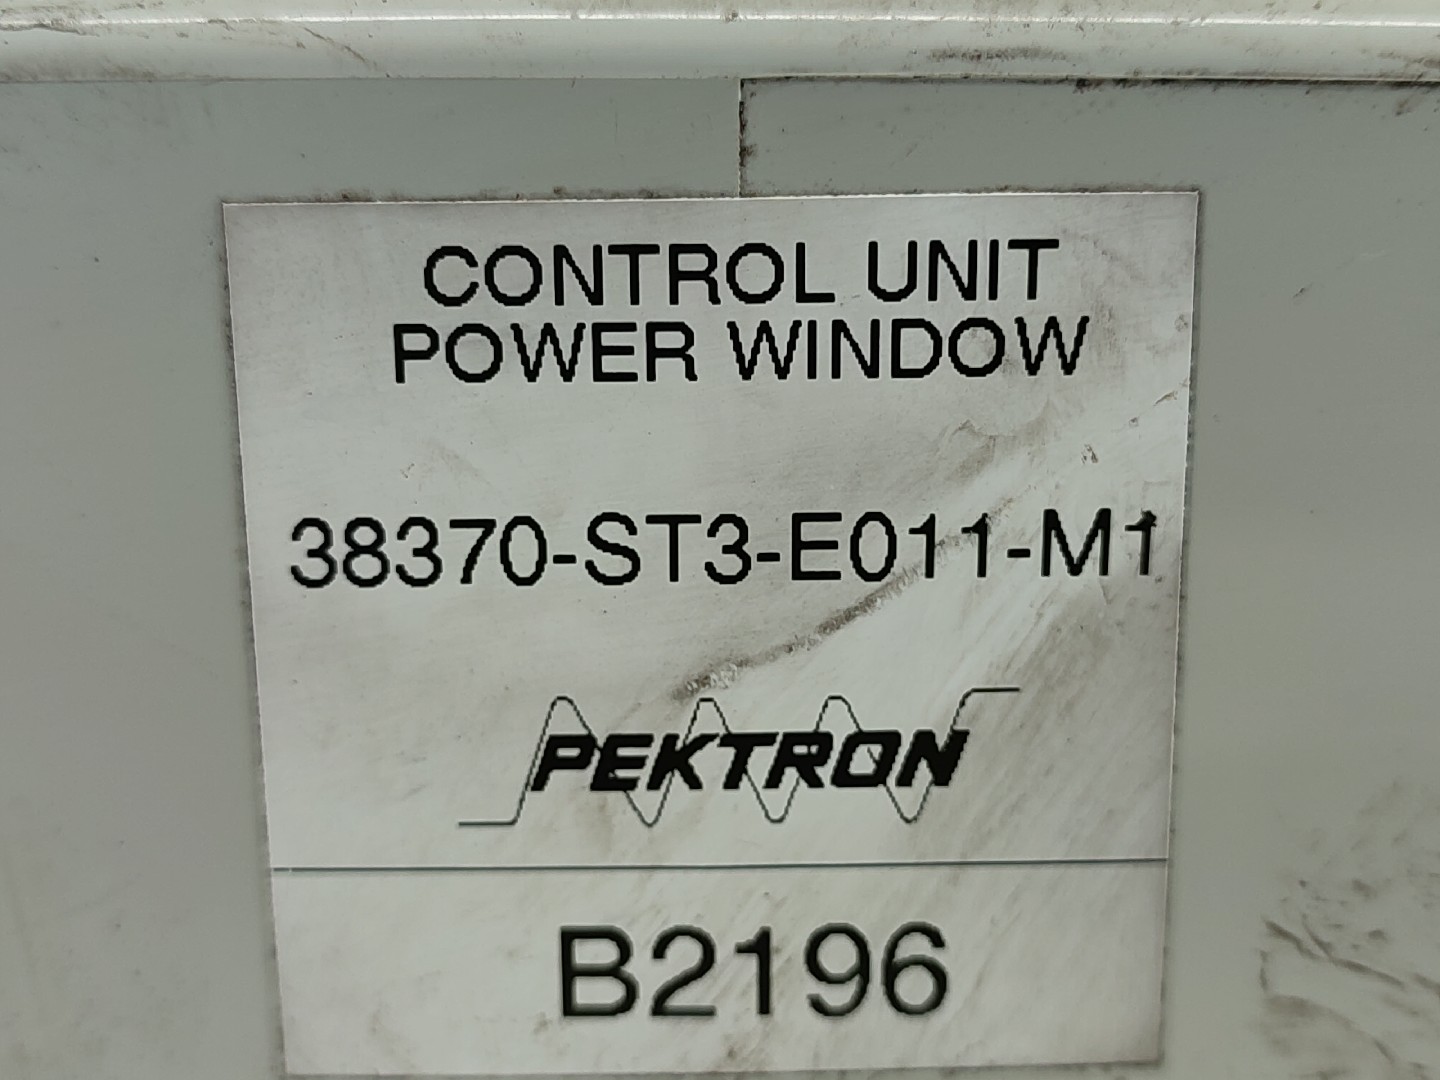 CONTROL UNIT
POWER WINDOW
38370-ST3-E011-M1
PEKTRON
B2196